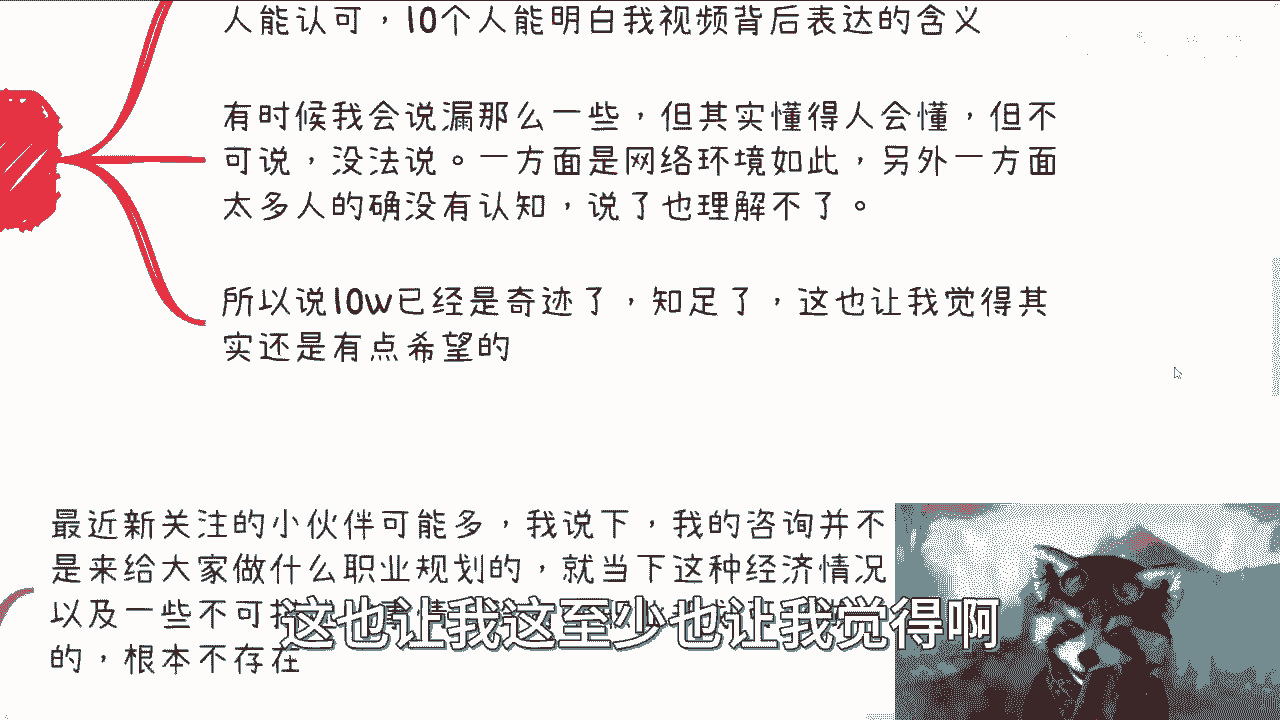 人能认可，10个人能明白我视频背后表达的含义
有时候我会说漏那么一些，但其实懂得人会懂，但不
可说，没法说。一方面是网络环境如此，另外一方面
太多人的确没有认知，说了也理解不了。
所以说10w已经是奇迹了，知足了，这也让我觉得其
实还是有点希望的
最近新关注的小伙伴可能多，我说下，我的咨询并不
是来给大家做什么职业规划的，就当下这种经济情况
以及一些不可
这也让我这至少也让我觉得啊
的，根本不存在